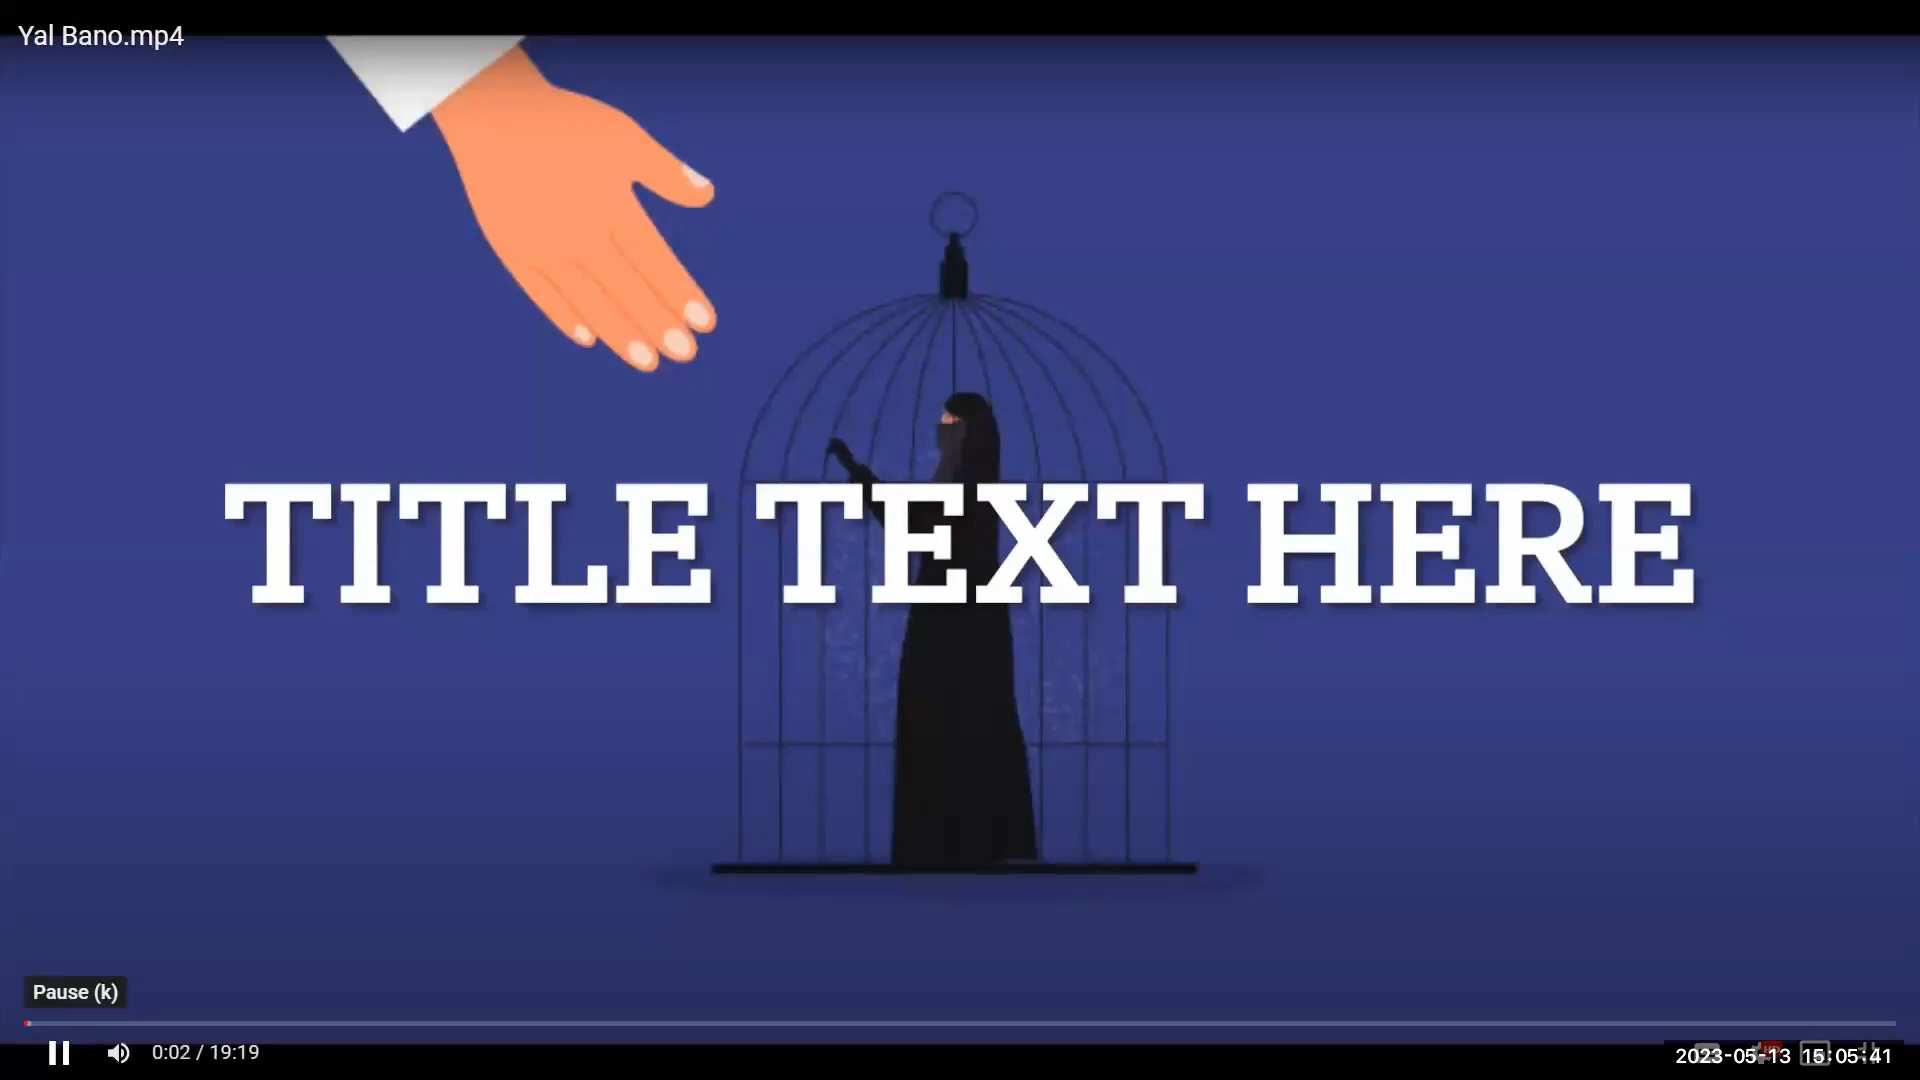 Yal Bano.mp4
TITLE TEXT HERE
Pause (k)
0:02 / 19:19
2023-05-13 15:05:41